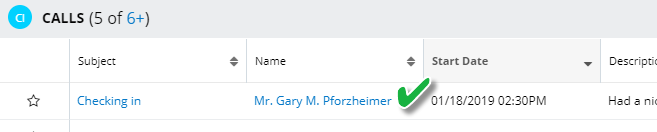 Cl CALLS (5 of 6+)
Subject Name Start Date Descriptio
Checking in Mr. Gary M. Pforzheimer 01/18/2019 02:30PM Had a nic